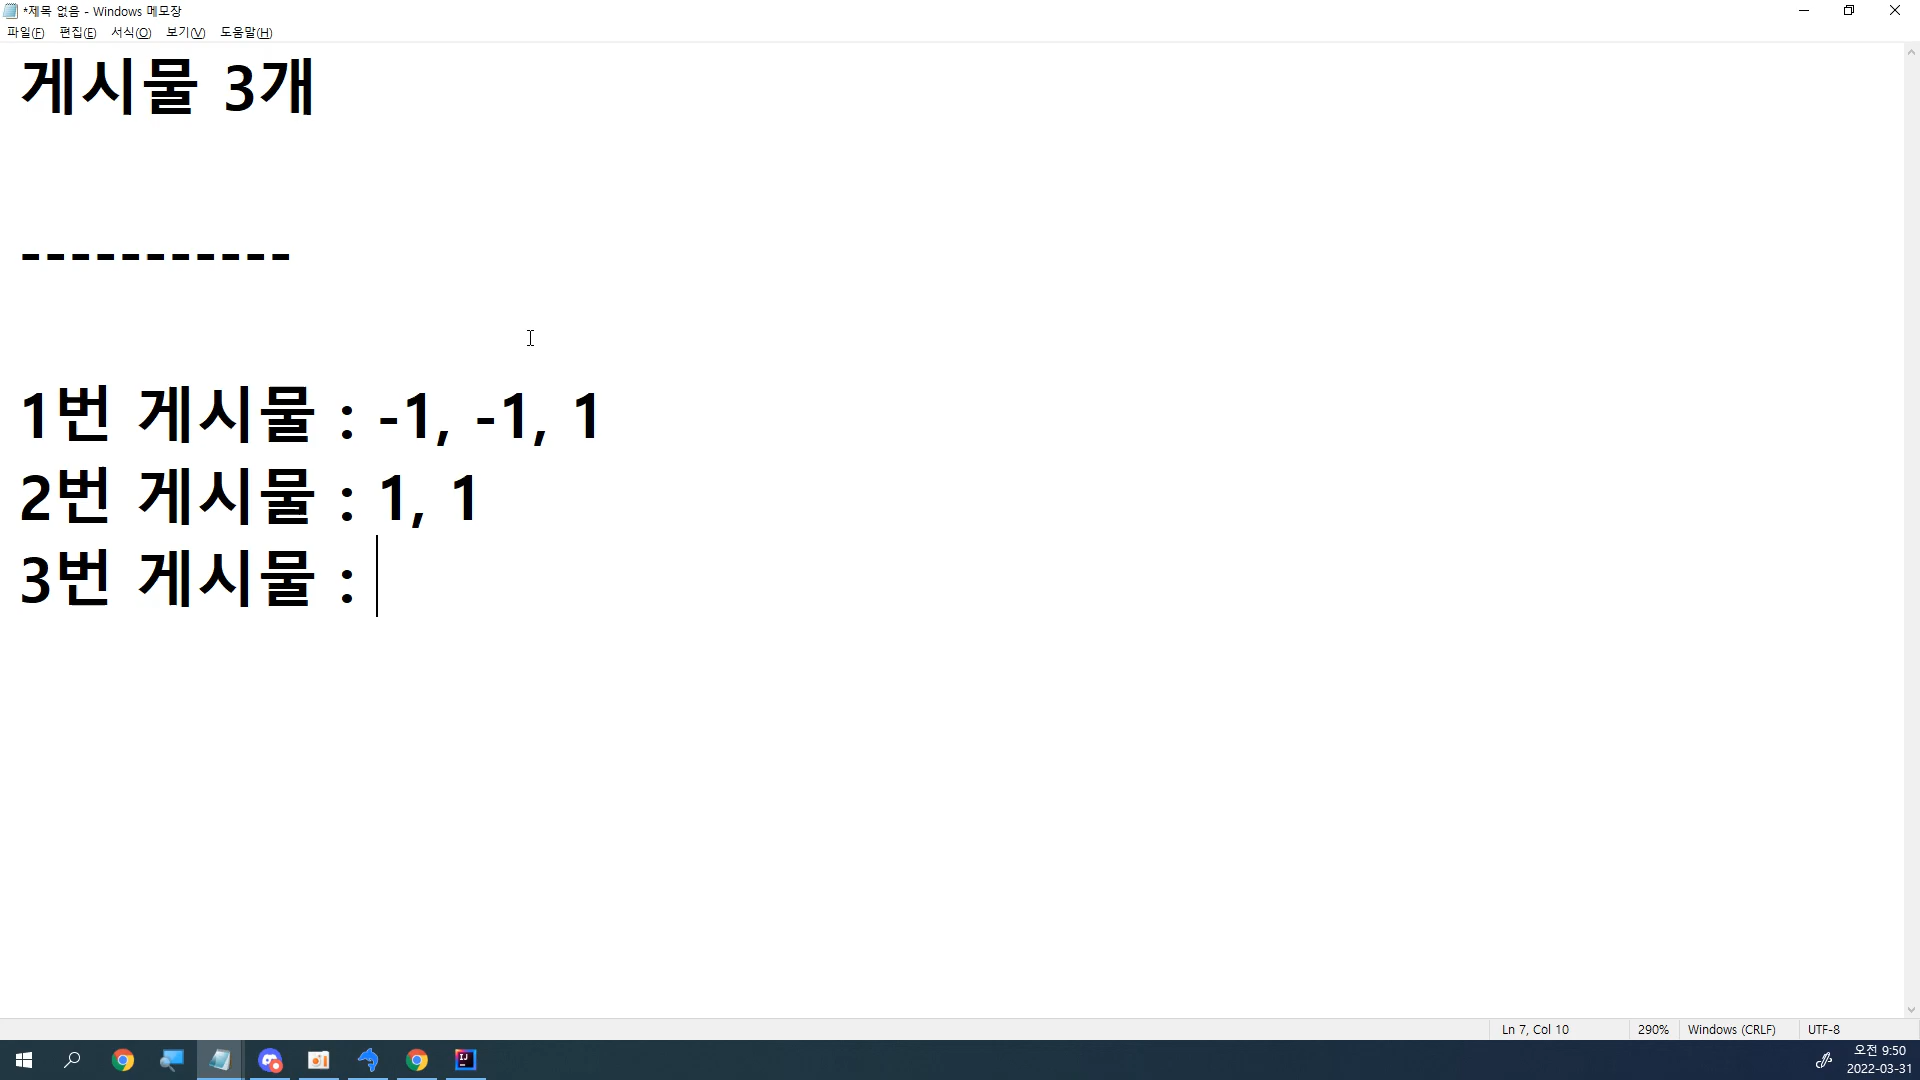 *제목 없음 - Windows 메모장
파일(F) 편집(E) 서식(O) 보기(V) 도움말(H)
게시물 3개
-----------
1번 게시물 : -1, -1, 1
2번 게시물 : 1, 1
3번 게시물 :
Ln 7, Col 10 290% Windows (CRLF) UTF-8
오전 9:50
2022-03-31